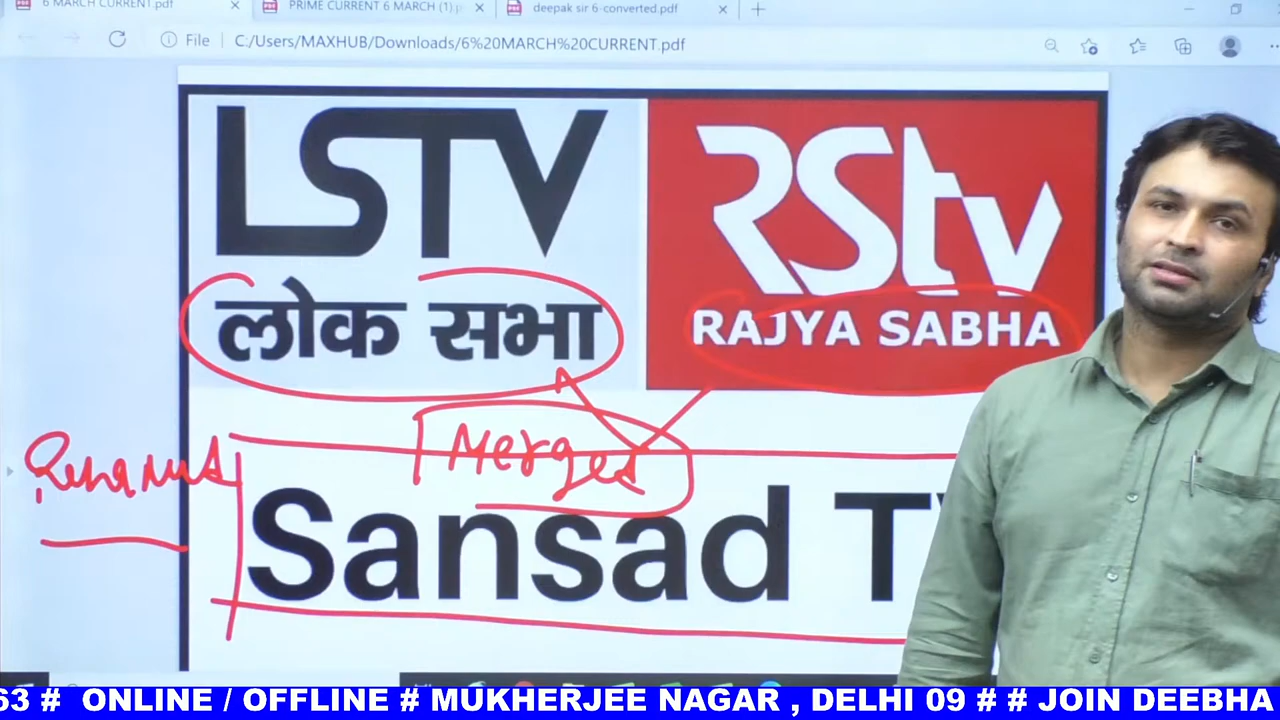 6 MARCH CURRENT.pdf
PRIME CURRENT 6 MARCH (1).p
deepak sir 6-converted.pdf
File
C:/Users/MAXHUB/Downloads/6%20MARCH%20CURRENT.pdf
LSTV
लोक सभा
RStv
RAJYA SABHA
Merged
Sansad T
63 # ONLINE / OFFLINE # MUKHERJEE NAGAR , DELHI 09 # # JOIN DEEBHA